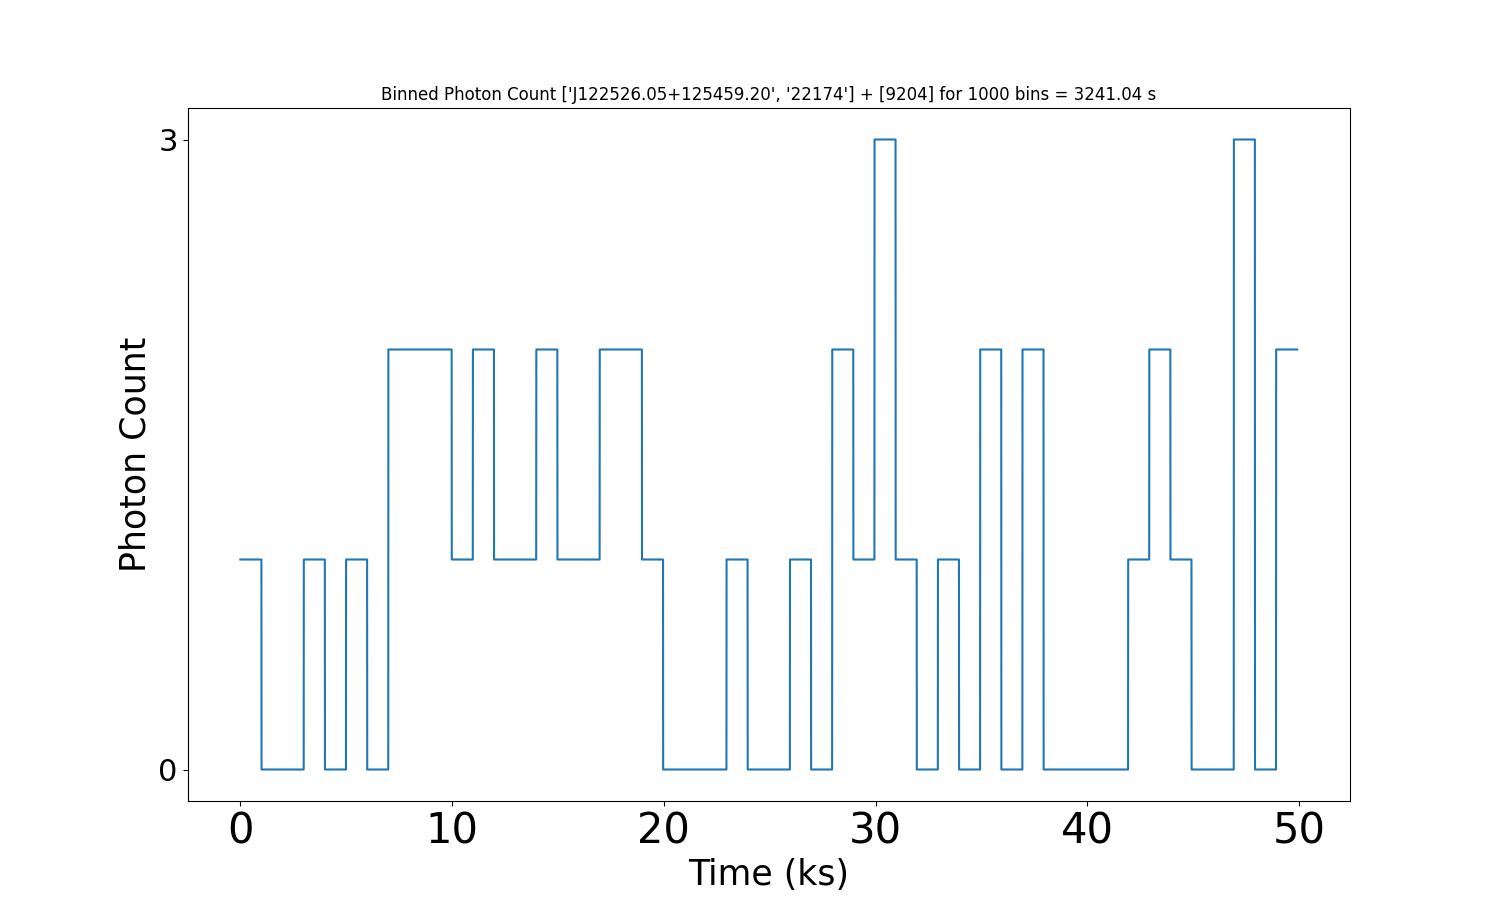 Binned Photon Count ['J122526.05+125459.20', '22174'] + [9204] for 1000 bins = 3241.04 s
3
Photon Count
0
0 10 20 30 40 50
Time (ks)